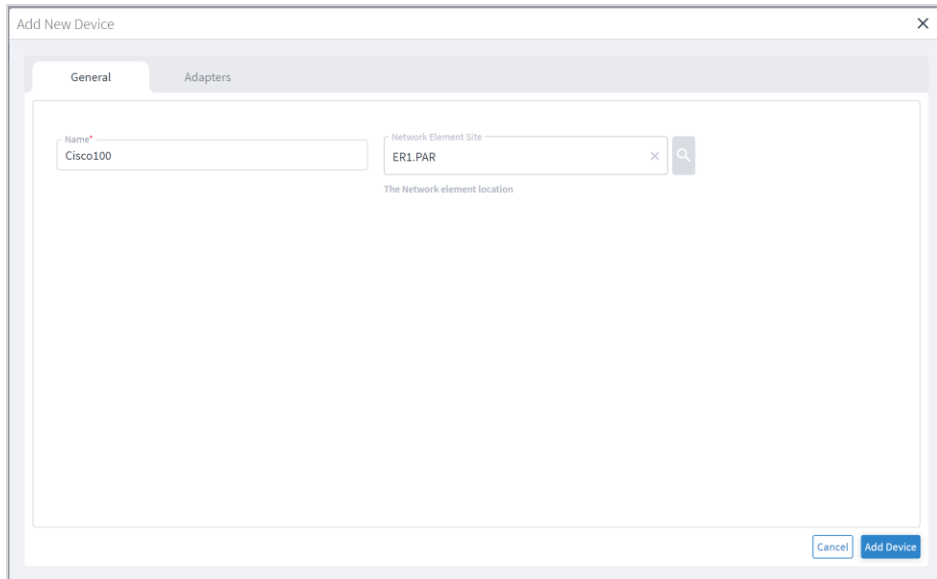 Add New Device
General Adapters
Name*
Cisco100
Network Element Site
ER1.PAR
The Network element location
Cancel Add Device